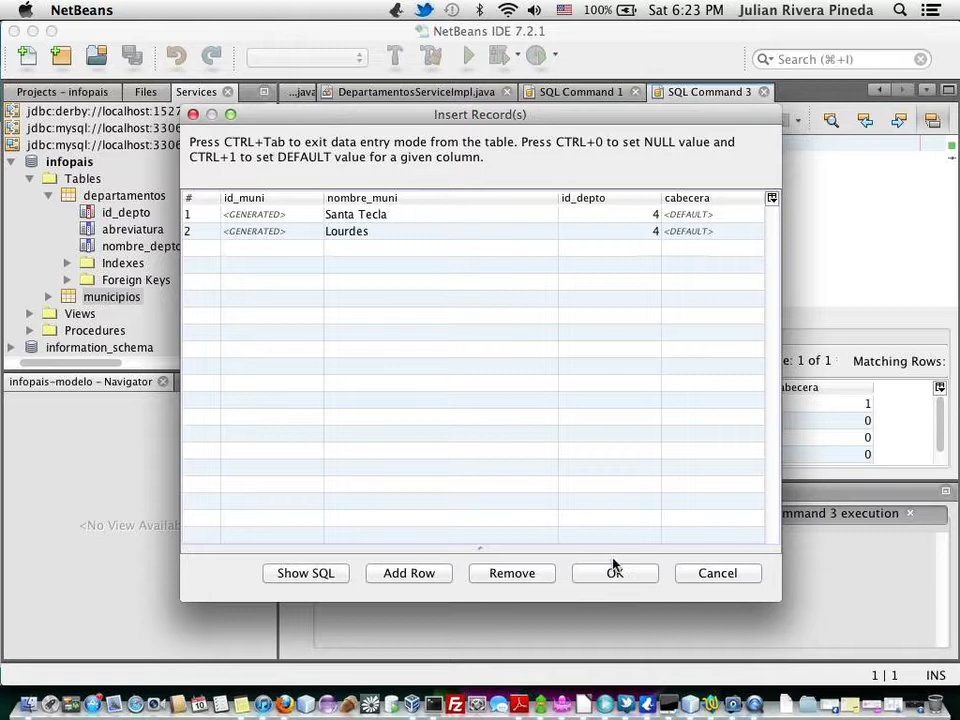 NetBeans
100%
Sat 6:23 PM
Julian Rivera Pineda
NetBeans IDE 7.2.1
Search (⌘+I)
Projects - infopais
Files
Services
...java
DepartamentosServiceImpl.java
SQL Command 1
SQL Command 3
jdbc:derby://localhost:1527
jdbc:mysql://localhost:3306
jdbc:mysql://localhost:3306
infopais
Tables
departamentos
id_depto
abreviatura
nombre_depto
Indexes
Foreign Keys
municipios
Views
Procedures
information_schema
infopais-modelo - Navigator
<No View Availab
Insert Record(s)
Press CTRL+Tab to exit data entry mode from the table. Press CTRL+0 to set NULL value and
CTRL+1 to set DEFAULT value for a given column.
# id_muni nombre_muni id_depto cabecera
1 <GENERATED> Santa Tecla 4 <DEFAULT>
2 <GENERATED> Lourdes 4 <DEFAULT>
Show SQL
Add Row
Remove
OK
Cancel
e: 1 of 1
Matching Rows:
abecera
1
0
0
0
mmand 3 execution
1 | 1
INS